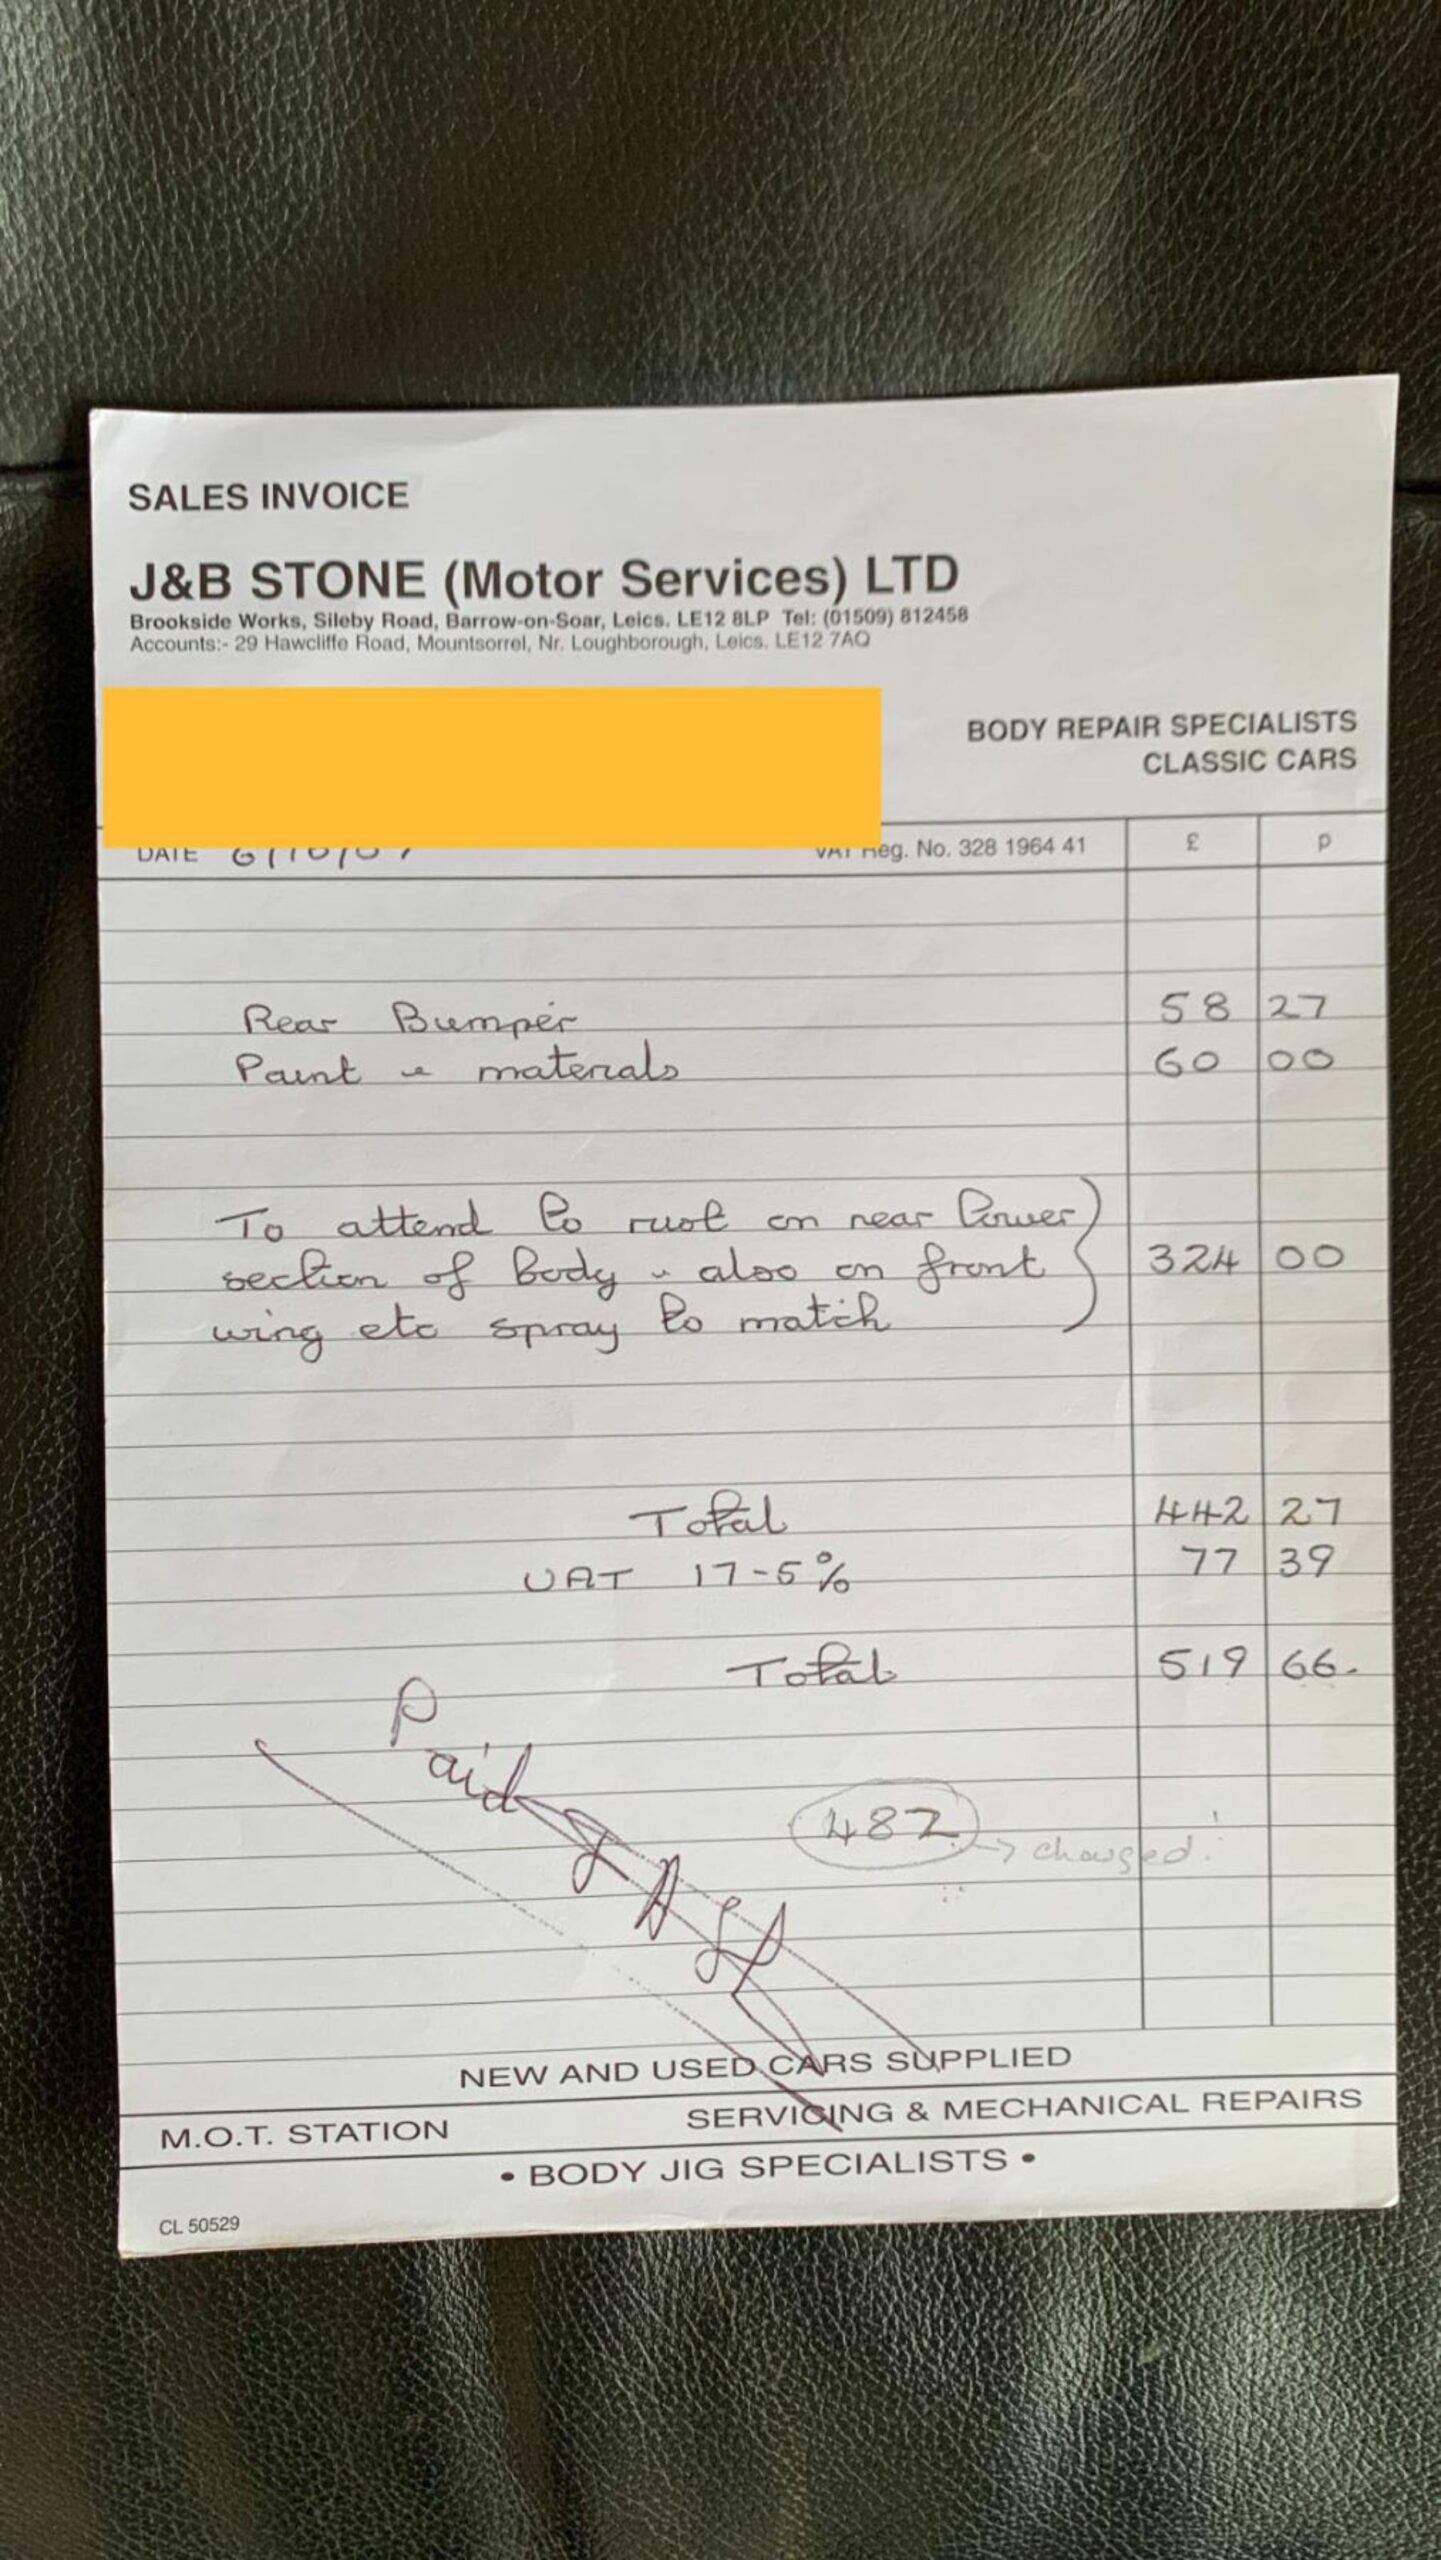 SALES INVOICE
J&B STONE (Motor Services) LTD
Brookside Works, Sileby Road, Barrow-on-Soar, Leics. LE12 8LP Tel: (01509) 812458
Accounts:- 29 Hawcliffe Road, Mountsorrel, Nr. Loughborough, Leics. LE12 7AQ
BODY REPAIR SPECIALISTS
CLASSIC CARS
DATE VAT Reg. No. 328 1964 41 £ p
Rear Bumper 58 27
Paint & materials 60 00
To attend to rust on near lower
section of body & also on front 324 00
wing etc spray to match
Total 442 27
VAT 17-5% 77 39
Total 519 66.
Paid
482 → charged!
NEW AND USED CARS SUPPLIED
M.O.T. STATION SERVICING & MECHANICAL REPAIRS
• BODY JIG SPECIALISTS •
CL 50529